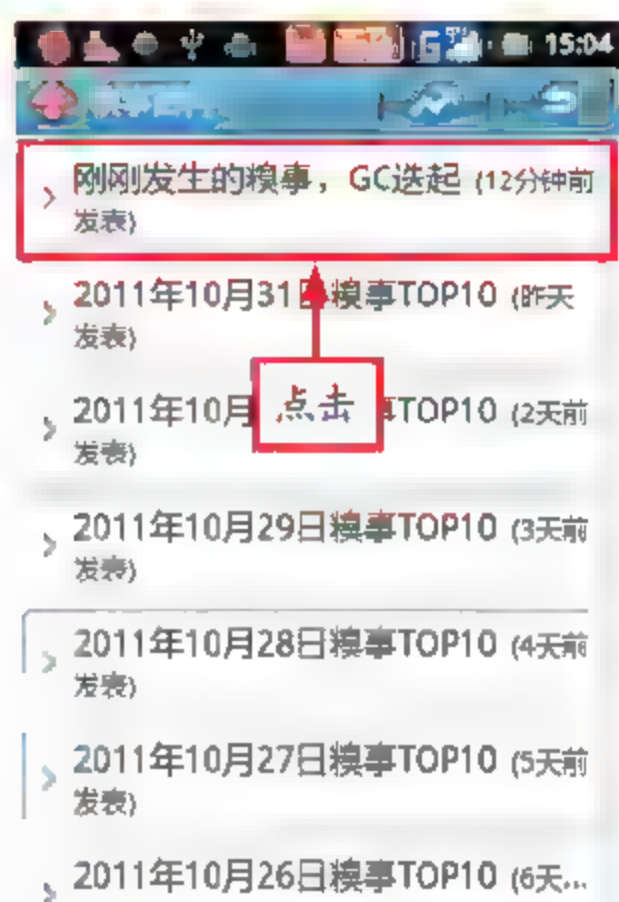 15:04
刚刚发生的糗事，GC迭起 (12分钟前
发表)
2011年10月31日糗事TOP10 (昨天
发表)
点击
2011年10月 TOP10 (2天前
发表)
2011年10月29日糗事TOP10 (3天前
发表)
2011年10月28日糗事TOP10 (4天前
发表)
2011年10月27日糗事TOP10 (5天前
发表)
2011年10月26日糗事TOP10 (6天...